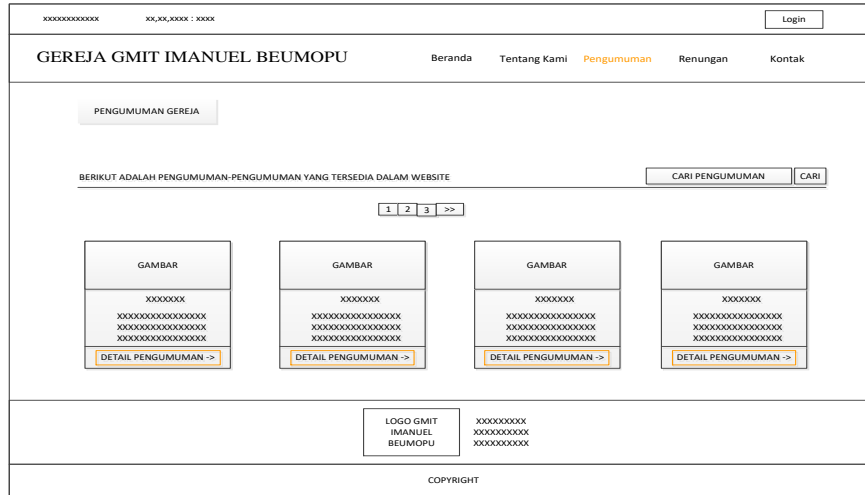 xxxxxxxxxxxx xx,xx,xxxx : xxxx Login
GEREJA GMIT IMANUEL BEUMOPU Beranda Tentang Kami Pengumuman Renungan Kontak
PENGUMUMAN GEREJA
BERIKUT ADALAH PENGUMUMAN-PENGUMUMAN YANG TERSEDIA DALAM WEBSITE CARI PENGUMUMAN CARI
1 2 3 >>
GAMBAR GAMBAR GAMBAR GAMBAR
XXXXXXX XXXXXXX XXXXXXX XXXXXXX
XXXXXXXXXXXXXXXX XXXXXXXXXXXXXXXX XXXXXXXXXXXXXXXX XXXXXXXXXXXXXXXX
XXXXXXXXXXXXXXXX XXXXXXXXXXXXXXXX XXXXXXXXXXXXXXXX XXXXXXXXXXXXXXXX
XXXXXXXXXXXXXXXX XXXXXXXXXXXXXXXX XXXXXXXXXXXXXXXX XXXXXXXXXXXXXXXX
DETAIL PENGUMUMAN -> DETAIL PENGUMUMAN -> DETAIL PENGUMUMAN -> DETAIL PENGUMUMAN ->
LOGO GMIT XXXXXXXXX
IMANUEL XXXXXXXXXX
BEUMOPU XXXXXXXXXX
COPYRIGHT